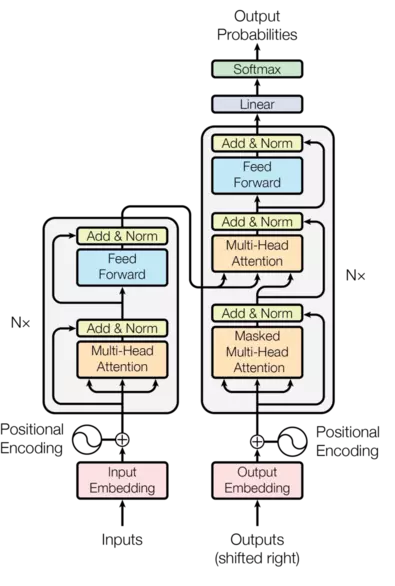 Output
Probabilities
Softmax
Linear
Add & Norm
Feed
Forward
Add & Norm
Multi-Head
Attention
Add & Norm
Masked
Multi-Head
Attention
N×
Positional
Encoding
Output
Embedding
Outputs
(shifted right)
Add & Norm
Feed
Forward
Add & Norm
Multi-Head
Attention
N×
Positional
Encoding
Input
Embedding
Inputs